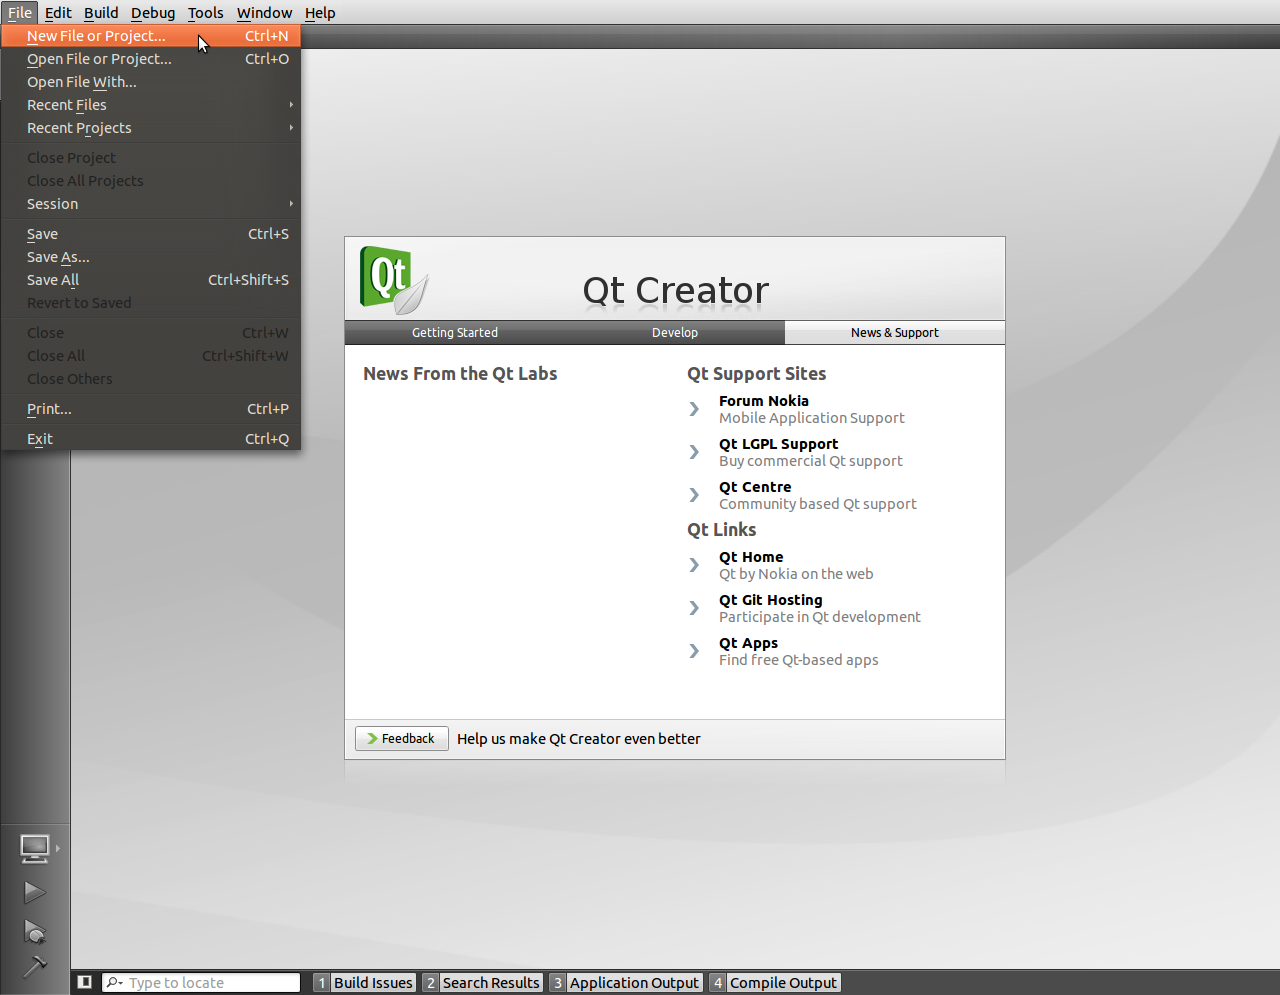 File Edit Build Debug Tools Window Help
New File or Project... Ctrl+N
Open File or Project... Ctrl+O
Open File With...
Recent Files
Recent Projects
Close Project
Close All Projects
Session
Save Ctrl+S
Save As...
Save All Ctrl+Shift+S
Revert to Saved
Close Ctrl+W
Close All Ctrl+Shift+W
Close Others
Print... Ctrl+P
Exit Ctrl+Q
Qt
Qt Creator
Getting Started Develop News & Support
News From the Qt Labs
Qt Support Sites
Forum Nokia
Mobile Application Support
Qt LGPL Support
Buy commercial Qt support
Qt Centre
Community based Qt support
Qt Links
Qt Home
Qt by Nokia on the web
Qt Git Hosting
Participate in Qt development
Qt Apps
Find free Qt-based apps
Feedback Help us make Qt Creator even better
Type to locate 1 Build Issues 2 Search Results 3 Application Output 4 Compile Output